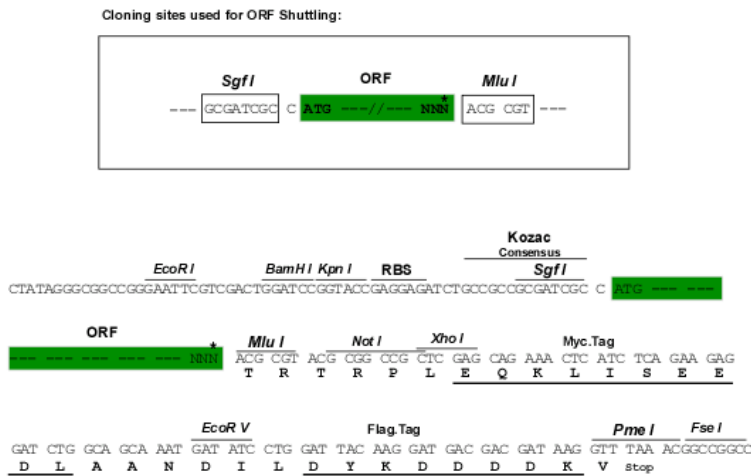 Cloning sites used for ORF Shuttling:
Sgf I ORF Mlu I
--- GCGATCGC C ATG ---//--- NNN* ACG CGT ---
Kozac
Consensus
EcoR I BamH I Kpn I RBS Sgf I
CTATAGGGCGGCCGGGAATTCGTCGACTGGATCCGGTACCGAGGAGATCTGCCGCCGCGATCGC C ATG --- ---
ORF Mlu I Not I Xho I Myc.Tag
--- --- --- --- --- NNN* ACG CGT ACG CGG CCG CTC GAG CAG AAA CTC ATC TCA GAA GAG
T R T R P L E Q K L I S E E
EcoR V Flag.Tag Pme I Fse I
GAT CTG GCA GCA AAT GAT ATC CTG GAT TAC AAG GAT GAC GAC GAT AAG GTT TAA ACGGCCGGCC
D L A A N D I L D Y K D D D D K V Stop